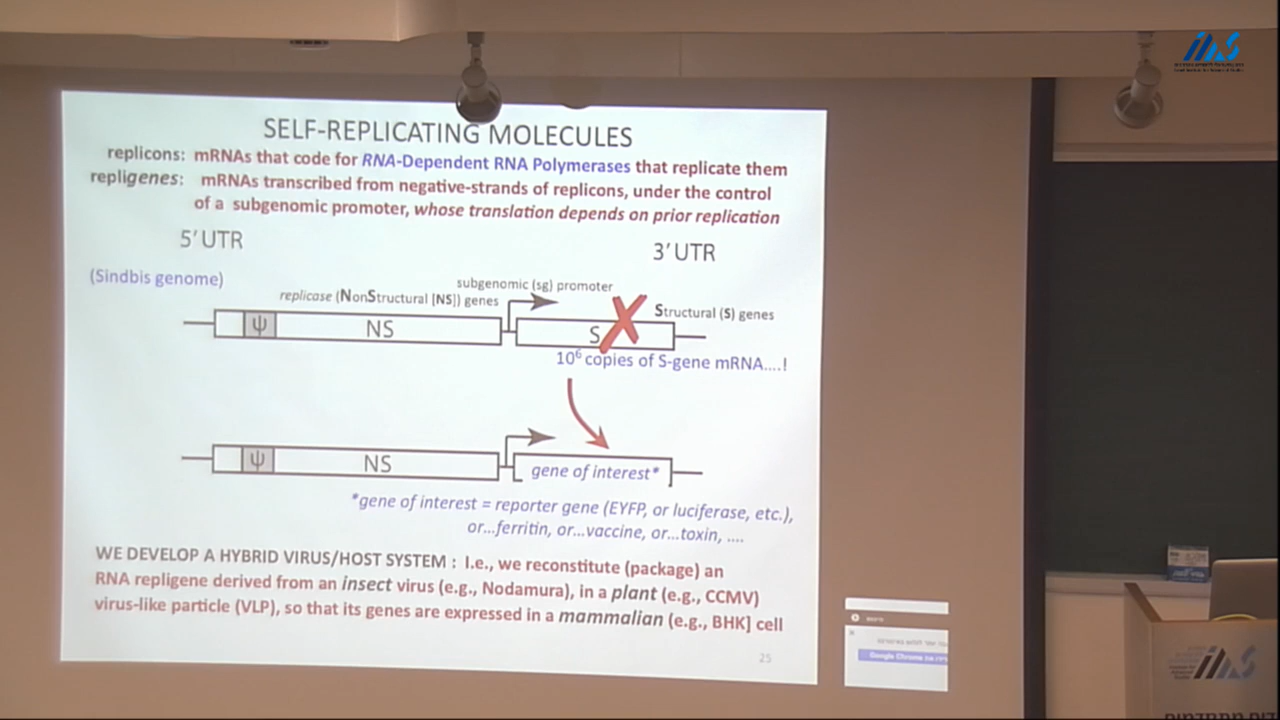 SELF-REPLICATING MOLECULES
replicons: mRNAs that code for RNA-Dependent RNA Polymerases that replicate them
repligenes: mRNAs transcribed from negative-strands of replicons, under the control
of a subgenomic promoter, whose translation depends on prior replication
5' UTR
3' UTR
(Sindbis genome)
subgenomic (sg) promoter
replicase (NonStructural [NS]) genes
Structural (S) genes
Ψ NS S
10⁶ copies of S-gene mRNA....!
Ψ NS gene of interest*
*gene of interest = reporter gene (EYFP, or luciferase, etc.),
or...ferritin, or...vaccine, or...toxin, ....
WE DEVELOP A HYBRID VIRUS/HOST SYSTEM : I.e., we reconstitute (package) an
RNA repligene derived from an insect virus (e.g., Nodamura), in a plant (e.g., CCMV)
virus-like particle (VLP), so that its genes are expressed in a mammalian (e.g., BHK] cell
25
Google Chrome
iias
iias